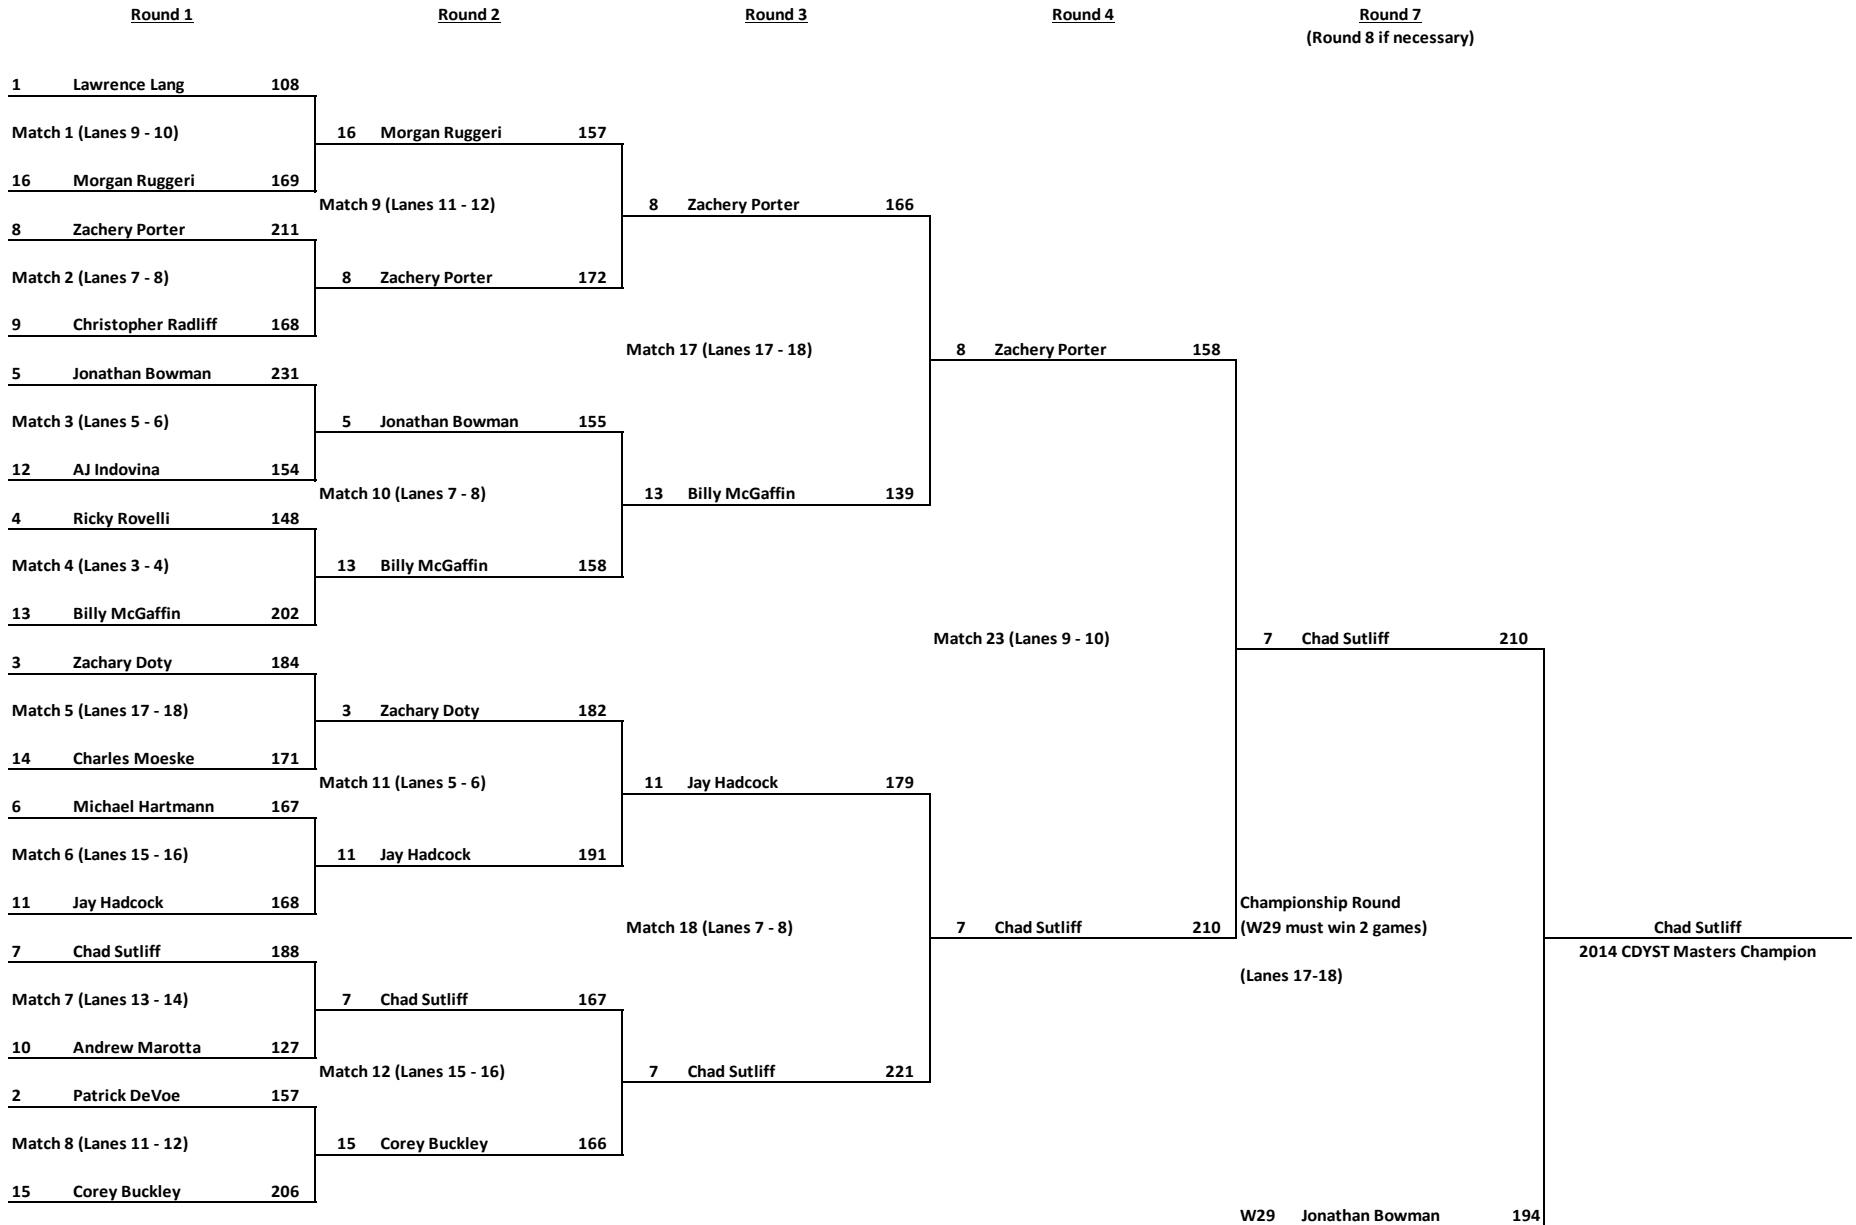 Round 1 Round 2 Round 3 Round 4 Round 7
(Round 8 if necessary)
1 Lawrence Lang 108
Match 1 (Lanes 9 - 10)
16 Morgan Ruggeri 157
16 Morgan Ruggeri 169
Match 9 (Lanes 11 - 12)
8 Zachery Porter 166
8 Zachery Porter 211
Match 2 (Lanes 7 - 8)
8 Zachery Porter 172
9 Christopher Radliff 168
Match 17 (Lanes 17 - 18)
8 Zachery Porter 158
5 Jonathan Bowman 231
Match 3 (Lanes 5 - 6)
5 Jonathan Bowman 155
12 AJ Indovina 154
Match 10 (Lanes 7 - 8)
13 Billy McGaffin 139
4 Ricky Rovelli 148
Match 4 (Lanes 3 - 4)
13 Billy McGaffin 158
13 Billy McGaffin 202
Match 23 (Lanes 9 - 10)
7 Chad Sutliff 210
3 Zachary Doty 184
Match 5 (Lanes 17 - 18)
3 Zachary Doty 182
14 Charles Moeske 171
Match 11 (Lanes 5 - 6)
11 Jay Hadcock 179
6 Michael Hartmann 167
Match 6 (Lanes 15 - 16)
11 Jay Hadcock 191
11 Jay Hadcock 168
Championship Round
Match 18 (Lanes 7 - 8)
7 Chad Sutliff 210
(W29 must win 2 games)
Chad Sutliff
7 Chad Sutliff 188
2014 CDYST Masters Champion
(Lanes 17-18)
Match 7 (Lanes 13 - 14)
7 Chad Sutliff 167
10 Andrew Marotta 127
Match 12 (Lanes 15 - 16)
7 Chad Sutliff 221
2 Patrick DeVoe 157
Match 8 (Lanes 11 - 12)
15 Corey Buckley 166
15 Corey Buckley 206
W29 Jonathan Bowman 194